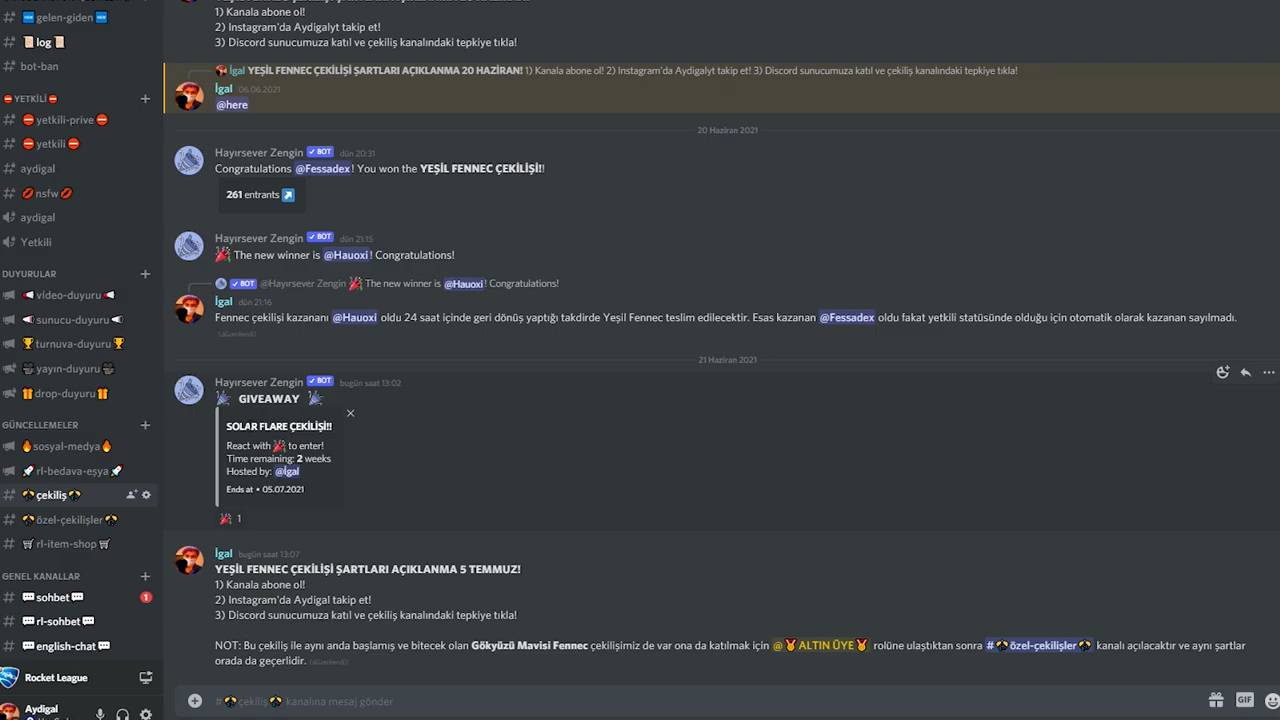 gelen-giden
log
bot-ban
YETKİLİ
yetkili-prive
yetkili
aydigal
nsfw
aydigal
Yetkili
DUYURULAR
video-duyuru
sunucu-duyuru
turnuva-duyuru
yayın-duyuru
drop-duyuru
GÜNCELLEMELER
sosyal-medya
rl-bedava-eşya
çekiliş
özel-çekilişler
rl-item-shop
GENEL KANALLAR
sohbet 1
rl-sohbet
english-chat
Rocket League
Aydigal
1) Kanala abone ol!
2) Instagram'da Aydigalyt takip et!
3) Discord sunucumuza katıl ve çekiliş kanalındaki tepkiye tıkla!
İgal YEŞİL FENNEC ÇEKİLİŞİ ŞARTLARI AÇIKLANMA 20 HAZİRAN! 1) Kanala abone ol! 2) Instagram'da Aydigalyt takip et! 3) Discord sunucumuza katıl ve çekiliş kanalındaki tepkiye tıkla!
İgal 06.06.2021
@here
20 Haziran 2021
Hayırsever Zengin ✓ BOT dün 20:31
Congratulations @Fessadex! You won the YEŞİL FENNEC ÇEKİLİŞİ!!
261 entrants
Hayırsever Zengin ✓ BOT dün 21:15
The new winner is @Hauoxi! Congratulations!
✓ BOT @Hayırsever Zengin The new winner is @Hauoxi! Congratulations!
İgal dün 21:16
Fennec çekilişi kazananı @Hauoxi oldu 24 saat içinde geri dönüş yaptığı takdirde Yeşil Fennec teslim edilecektir. Esas kazanan @Fessadex oldu fakat yetkili statüsünde olduğu için otomatik olarak kazanan sayılmadı.
(düzenlendi)
21 Haziran 2021
Hayırsever Zengin ✓ BOT bugün saat 13:02
GIVEAWAY
SOLAR FLARE ÇEKİLİŞİ!!
React with to enter!
Time remaining: 2 weeks
Hosted by: @İgal
Ends at • 05.07.2021
1
İgal bugün saat 13:07
YEŞİL FENNEC ÇEKİLİŞİ ŞARTLARI AÇIKLANMA 5 TEMMUZ!
1) Kanala abone ol!
2) Instagram'da Aydigal takip et!
3) Discord sunucumuza katıl ve çekiliş kanalındaki tepkiye tıkla!
NOT: Bu çekiliş ile aynı anda başlamış ve bitecek olan Gökyüzü Mavisi Fennec çekilişimiz de var ona da katılmak için @ ALTIN ÜYE rolüne ulaştıktan sonra # özel-çekilişler kanalı açılacaktır ve aynı şartlar
orada da geçerlidir. (düzenlendi)
# çekiliş kanalına mesaj gönder
GIF